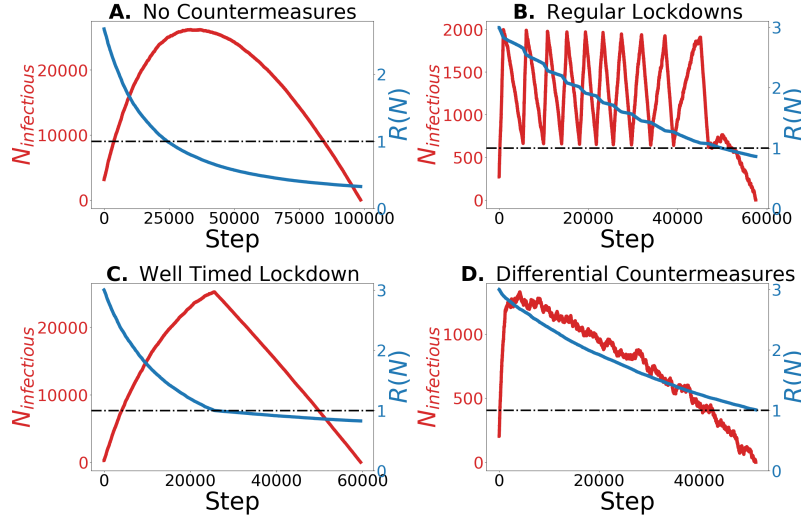 A. No Countermeasures
20000
10000
0
N_infectious
2
1
0
R(N)
0 25000 50000 75000 100000
Step
B. Regular Lockdowns
2000
1500
1000
500
0
N_infectious
3
2
1
0
R(N)
0 20000 40000 60000
Step
C. Well Timed Lockdown
20000
10000
0
N_infectious
3
2
1
0
R(N)
0 20000 40000 60000
Step
D. Differential Countermeasures
1000
500
0
N_infectious
3
2
1
0
R(N)
0 20000 40000
Step